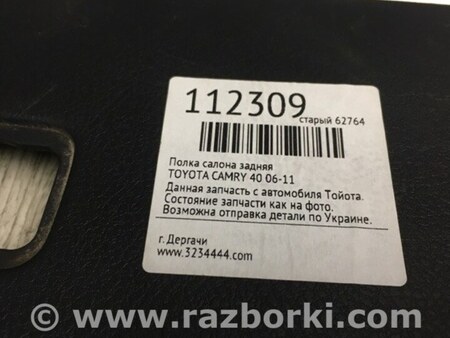 112309
старый 62764
Полка салона задняя
TOYOTA CAMRY 40 06-11
Данная запчасть с автомобиля Тойота.
Состояние запчасти как на фото.
Возможна отправка детали по Украине.
г. Дергачи
www.3234444.com
© www.razborki.com/